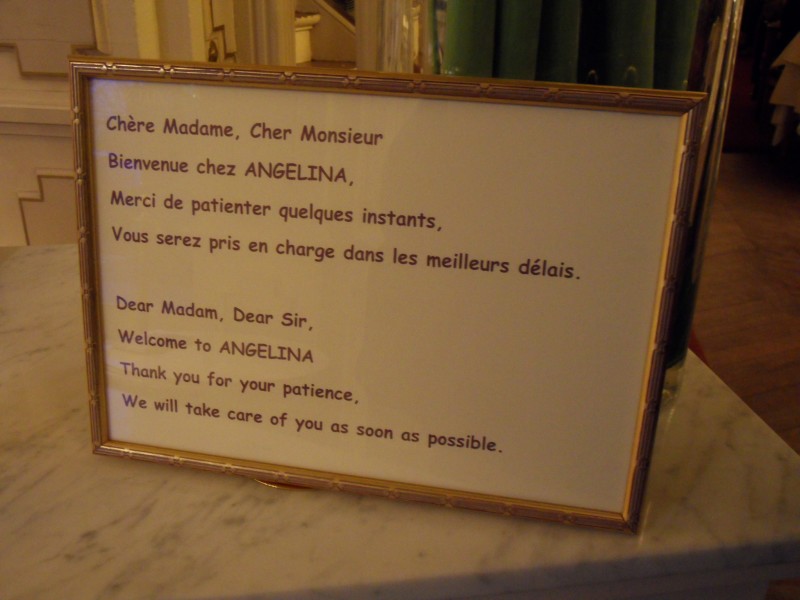 Chère Madame, Cher Monsieur
Bienvenue chez ANGELINA,
Merci de patienter quelques instants,
Vous serez pris en charge dans les meilleurs délais.
Dear Madam, Dear Sir,
Welcome to ANGELINA
Thank you for your patience,
We will take care of you as soon as possible.